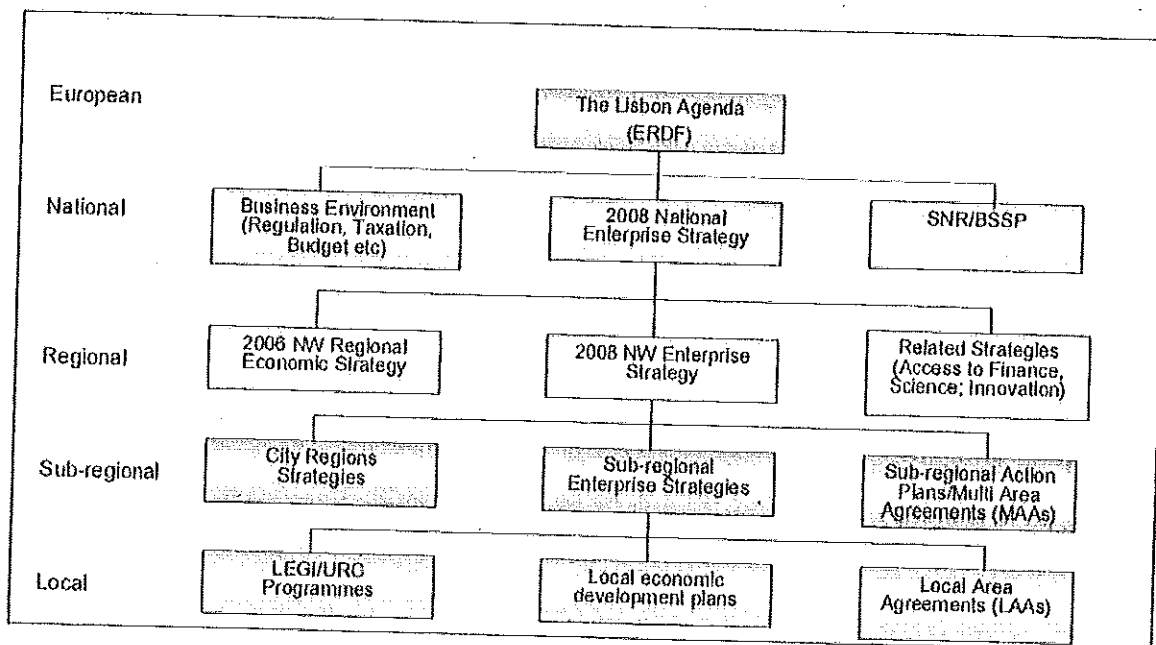 European
The Lisbon Agenda
(ERDF)
National
Business Environment
(Regulation, Taxation,
Budget etc)
2008 National
Enterprise Strategy
SNR/BSSP
Regional
2006 NW Regional
Economic Strategy
2008 NW Enterprise
Strategy
Related Strategies
(Access to Finance,
Science; Innovation)
Sub-regional
City Regions
Strategies
Sub-regional
Enterprise Strategies
Sub-regional Action
Plans/Multi Area
Agreements (MAAs)
Local
LEGI/URC
Programmes
Local economic
development plans
Local Area
Agreements (LAAs)